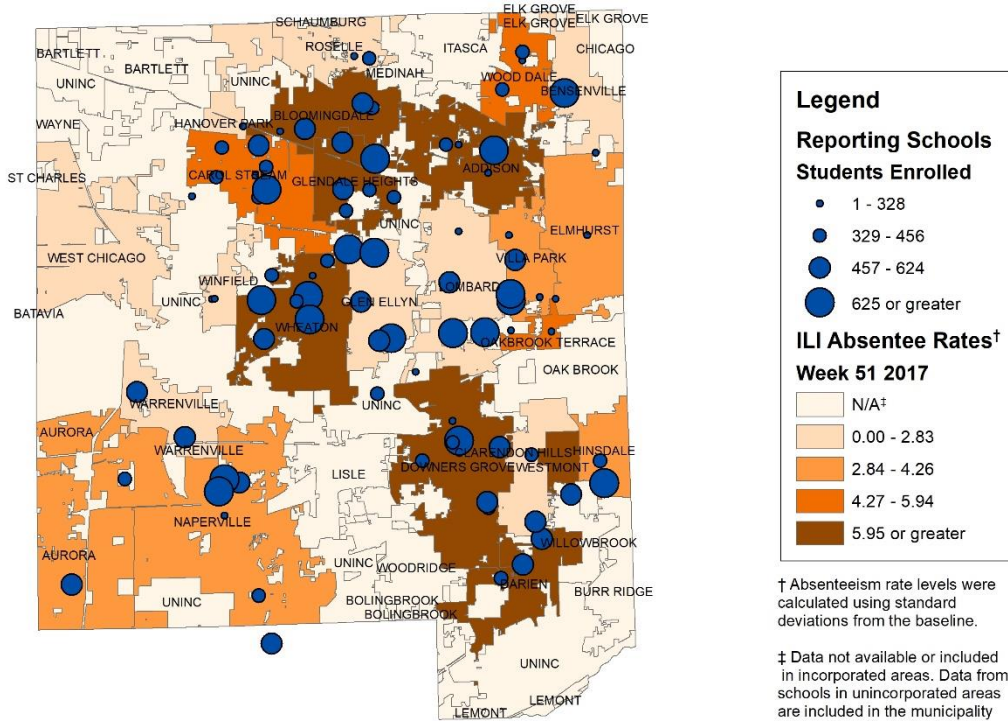 ELK GROVE
ELK GROVE
ELK GROVE
SCHAUMBURG
ROSELLE
ITASCA
CHICAGO
BARTLETT
BARTLETT
MEDINAH
UNINC
UNINC
WOOD DALE
BENSENVILLE
WAYNE
HANOVER PARK
BLOOMINGDALE
ST CHARLES
CAROL STREAM
GLENDALE HEIGHTS
ADDISON
UNINC
ELMHURST
WEST CHICAGO
VILLA PARK
WINFIELD
LOMBARD
UNINC
GLEN ELLYN
BATAVIA
WHEATON
OAKBROOK TERRACE
OAK BROOK
WARRENVILLE
UNINC
AURORA
WARRENVILLE
CLARENDON HILLS
HINSDALE
LISLE
DOWNERS GROVE
WESTMONT
NAPERVILLE
WILLOWBROOK
AURORA
UNINC
WOODRIDGE
DARIEN
BURR RIDGE
UNINC
BOLINGBROOK
BOLINGBROOK
UNINC
LEMONT
LEMONT
Legend
Reporting Schools
Students Enrolled
1 - 328
329 - 456
457 - 624
625 or greater
ILI Absentee Rates†
Week 51 2017
N/A‡
0.00 - 2.83
2.84 - 4.26
4.27 - 5.94
5.95 or greater
† Absenteeism rate levels were
calculated using standard
deviations from the baseline.
‡ Data not available or included
in incorporated areas. Data from
schools in unincorporated areas
are included in the municipality